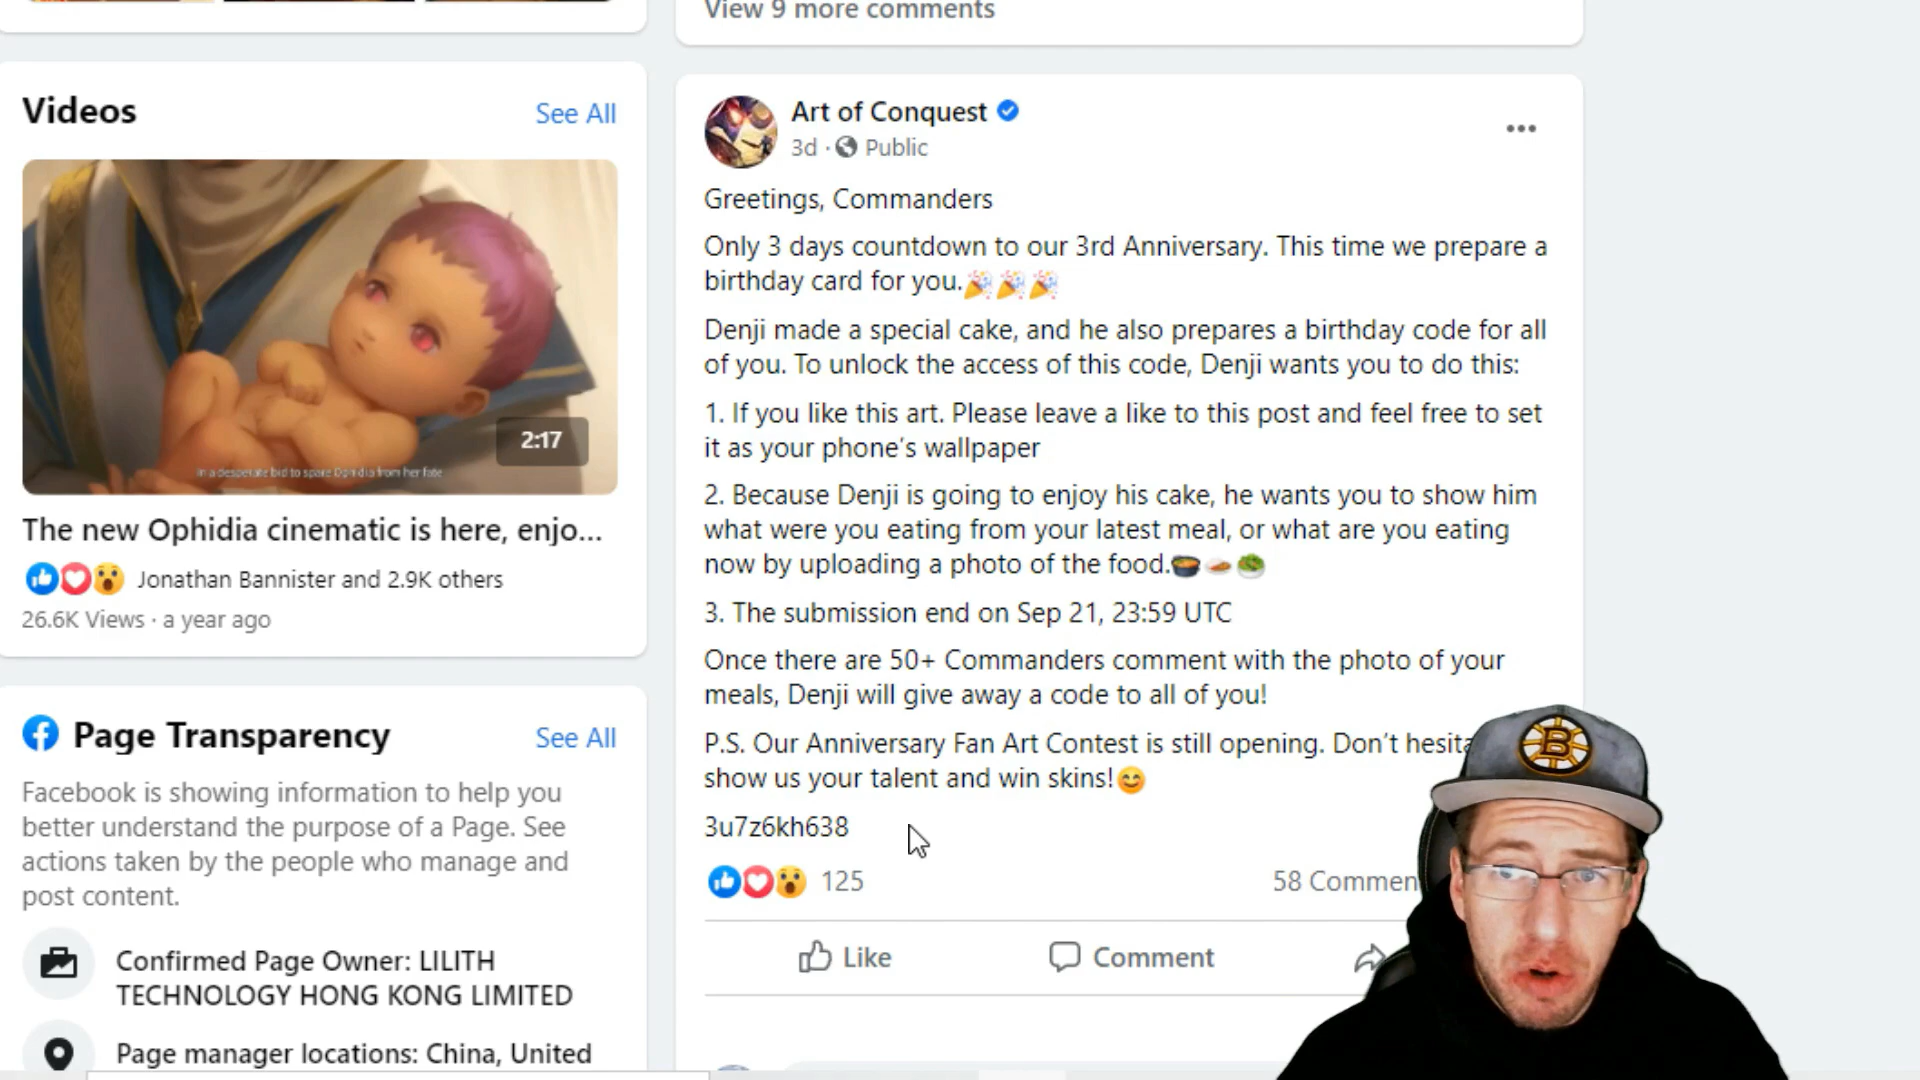 View 9 more comments
Videos
See All
2:17
In a desperate bid to spare Ophidia from her fate
The new Ophidia cinematic is here, enjo...
Jonathan Bannister and 2.9K others
26.6K Views · a year ago
Page Transparency
See All
Facebook is showing information to help you
better understand the purpose of a Page. See
actions taken by the people who manage and
post content.
Confirmed Page Owner: LILITH
TECHNOLOGY HONG KONG LIMITED
Page manager locations: China, United
Art of Conquest
3d · Public
Greetings, Commanders
Only 3 days countdown to our 3rd Anniversary. This time we prepare a
birthday card for you.🎉🎉🎉
Denji made a special cake, and he also prepares a birthday code for all
of you. To unlock the access of this code, Denji wants you to do this:
1. If you like this art. Please leave a like to this post and feel free to set
it as your phone's wallpaper
2. Because Denji is going to enjoy his cake, he wants you to show him
what were you eating from your latest meal, or what are you eating
now by uploading a photo of the food.🍲🍛🥗
3. The submission end on Sep 21, 23:59 UTC
Once there are 50+ Commanders comment with the photo of your
meals, Denji will give away a code to all of you!
P.S. Our Anniversary Fan Art Contest is still opening. Don't hesita
show us your talent and win skins!😊
3u7z6kh638
125
58 Commen
Like
Comment
B